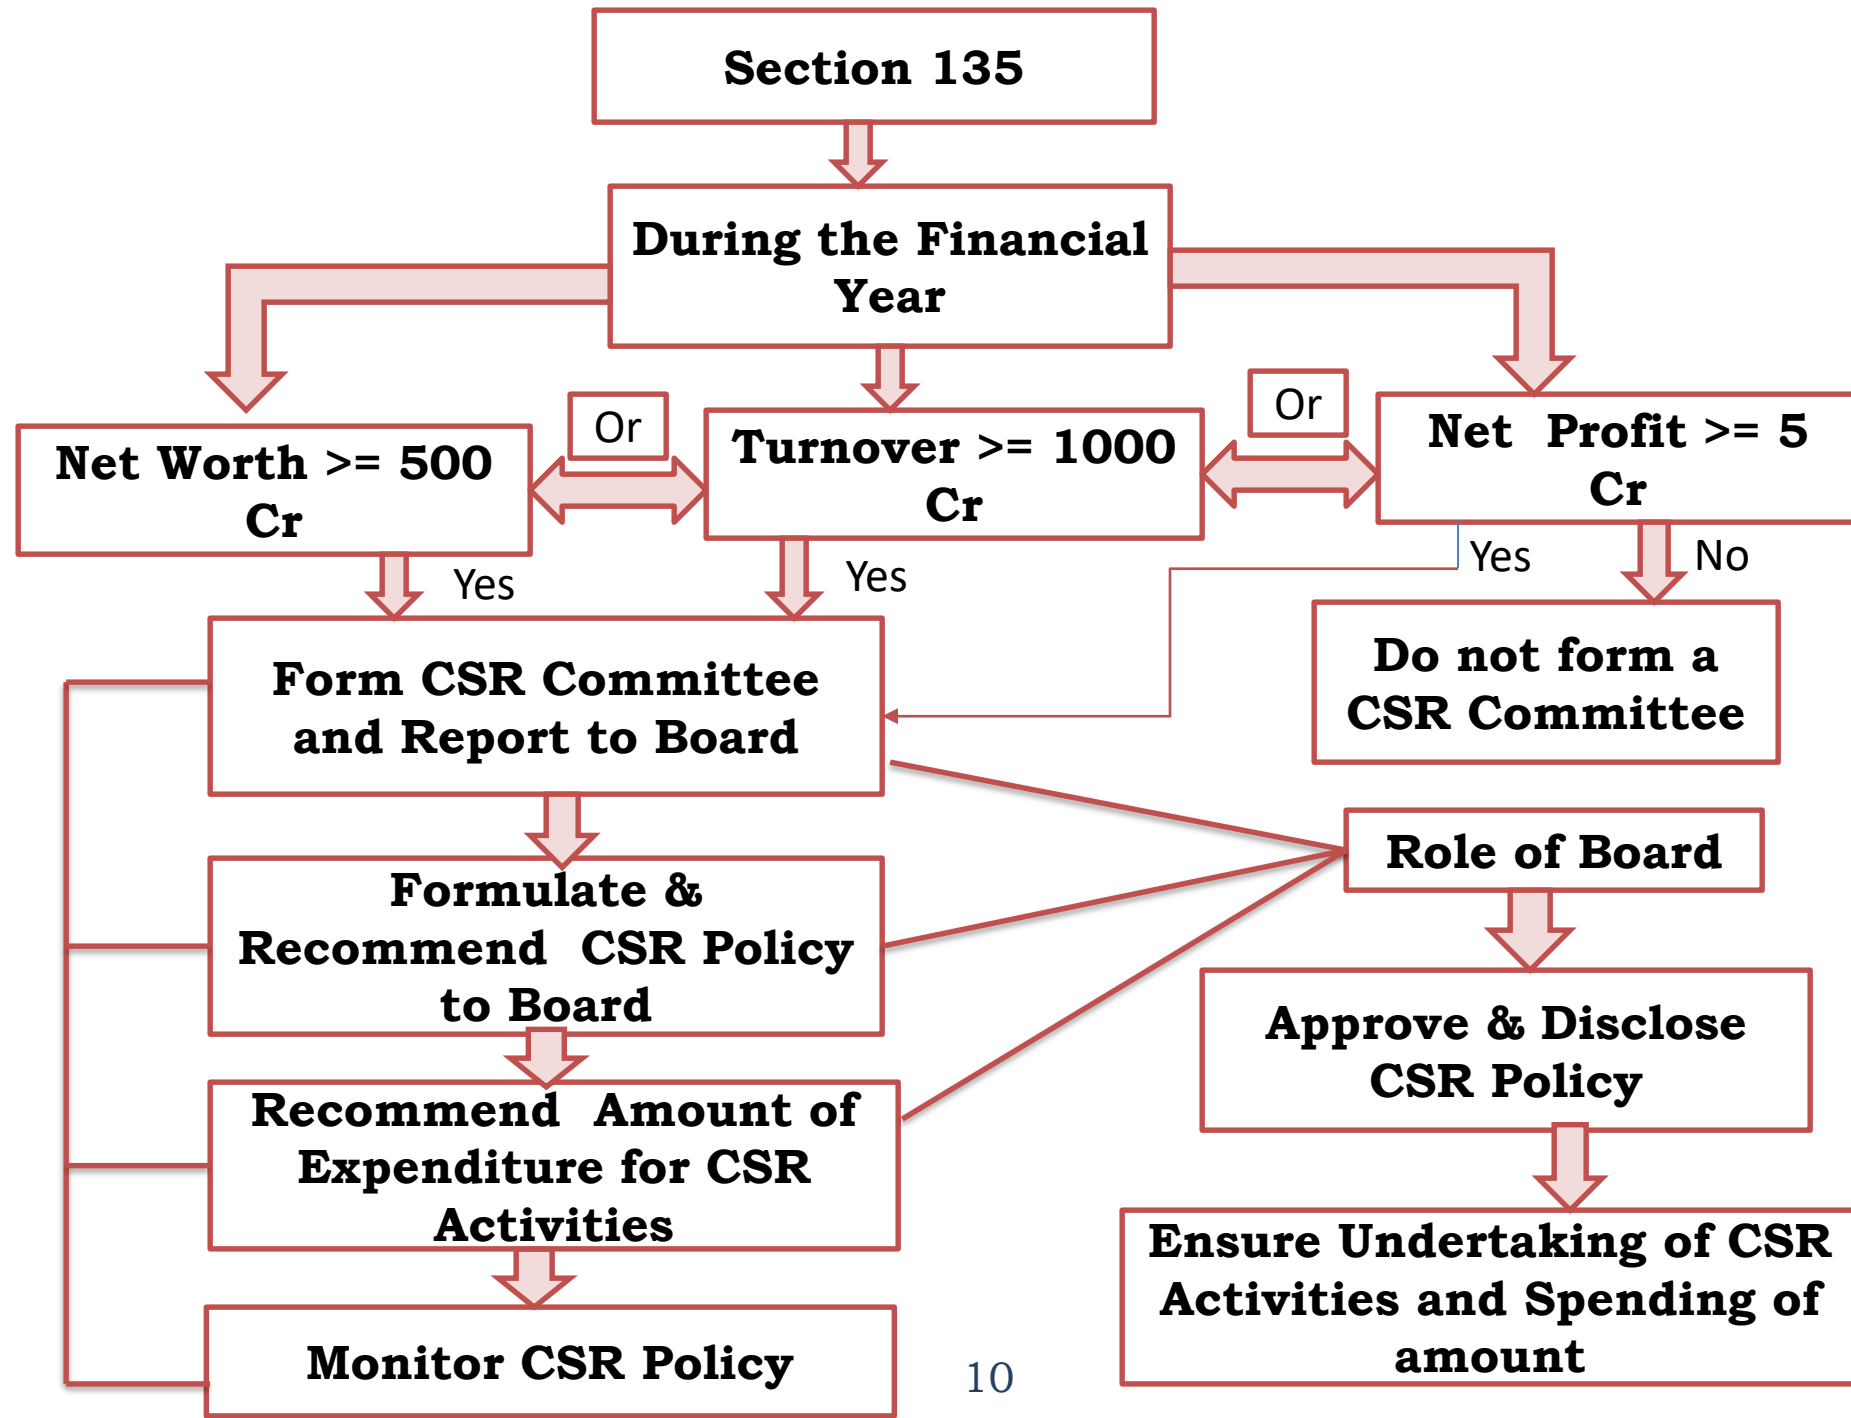 Section 135
During the Financial
Year
Or
Or
Net Worth >= 500
Cr
Turnover >= 1000
Cr
Net Profit >= 5
Cr
Yes
Yes
Yes
No
Form CSR Committee
and Report to Board
Do not form a
CSR Committee
Formulate &
Recommend CSR Policy
to Board
Role of Board
Approve & Disclose
CSR Policy
Recommend Amount of
Expenditure for CSR
Activities
Ensure Undertaking of CSR
Activities and Spending of
amount
Monitor CSR Policy
10